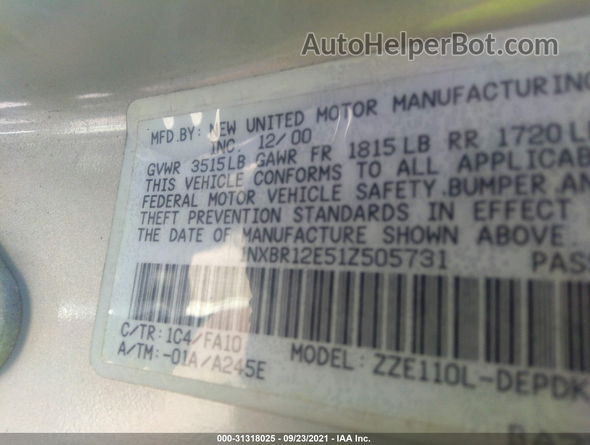 AutoHelperBot.com
MFD.BY: NEW UNITED MOTOR MANUFACTURING
INC. 12/00
GVWR 3515LB GAWR FR 1815LB RR 1720L
THIS VEHICLE CONFORMS TO ALL APPLICAB
FEDERAL MOTOR VEHICLE SAFETY, BUMPER AN
THEFT PREVENTION STANDARDS IN EFFECT
THE DATE OF MANUFACTURE SHOWN ABOVE
1NXBR12E51Z505731 PAS
C/TR: 1C4/FA10
A/TM: -01A/A245E
MODEL: ZZE110L-DEPDK
000-31318025 - 09/23/2021 - IAA Inc.